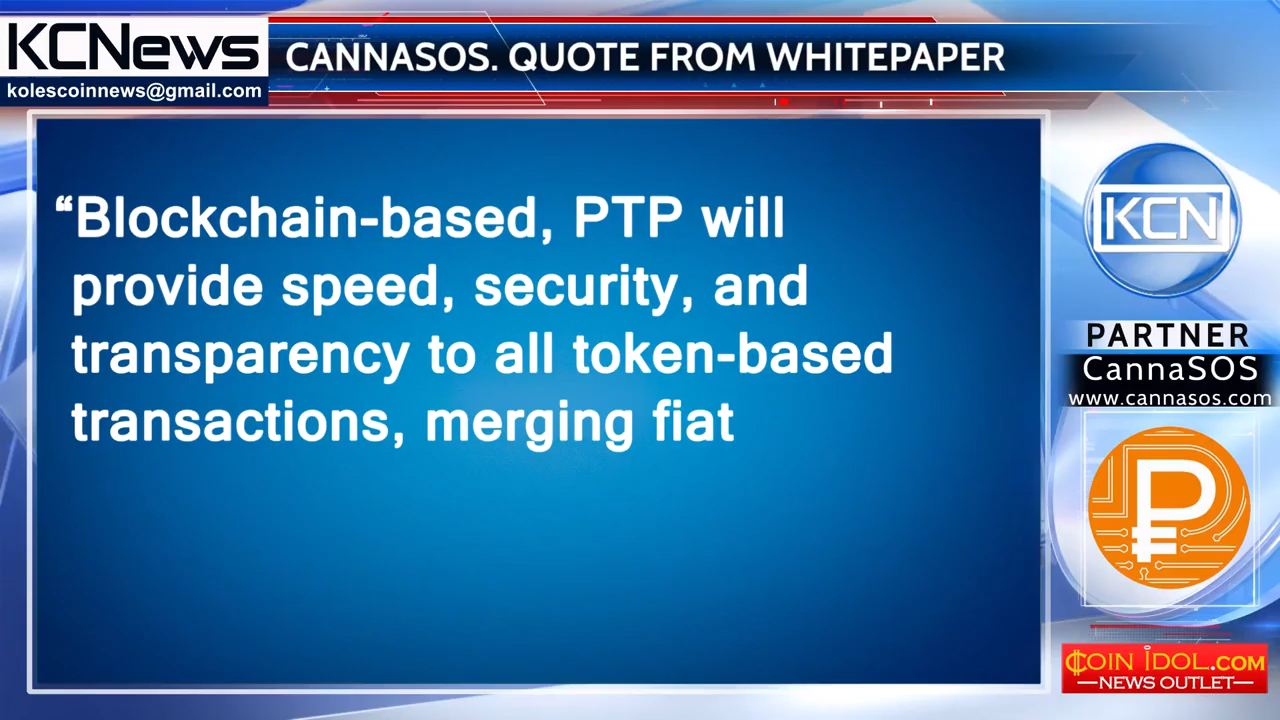 KCNews
kolescoinnews@gmail.com
CANNASOS. QUOTE FROM WHITEPAPER
“Blockchain-based, PTP will
provide speed, security, and
transparency to all token-based
transactions, merging fiat
KCN
PARTNER
CannaSOS
www.cannasos.com
COIN IDOL.COM
NEWS OUTLET